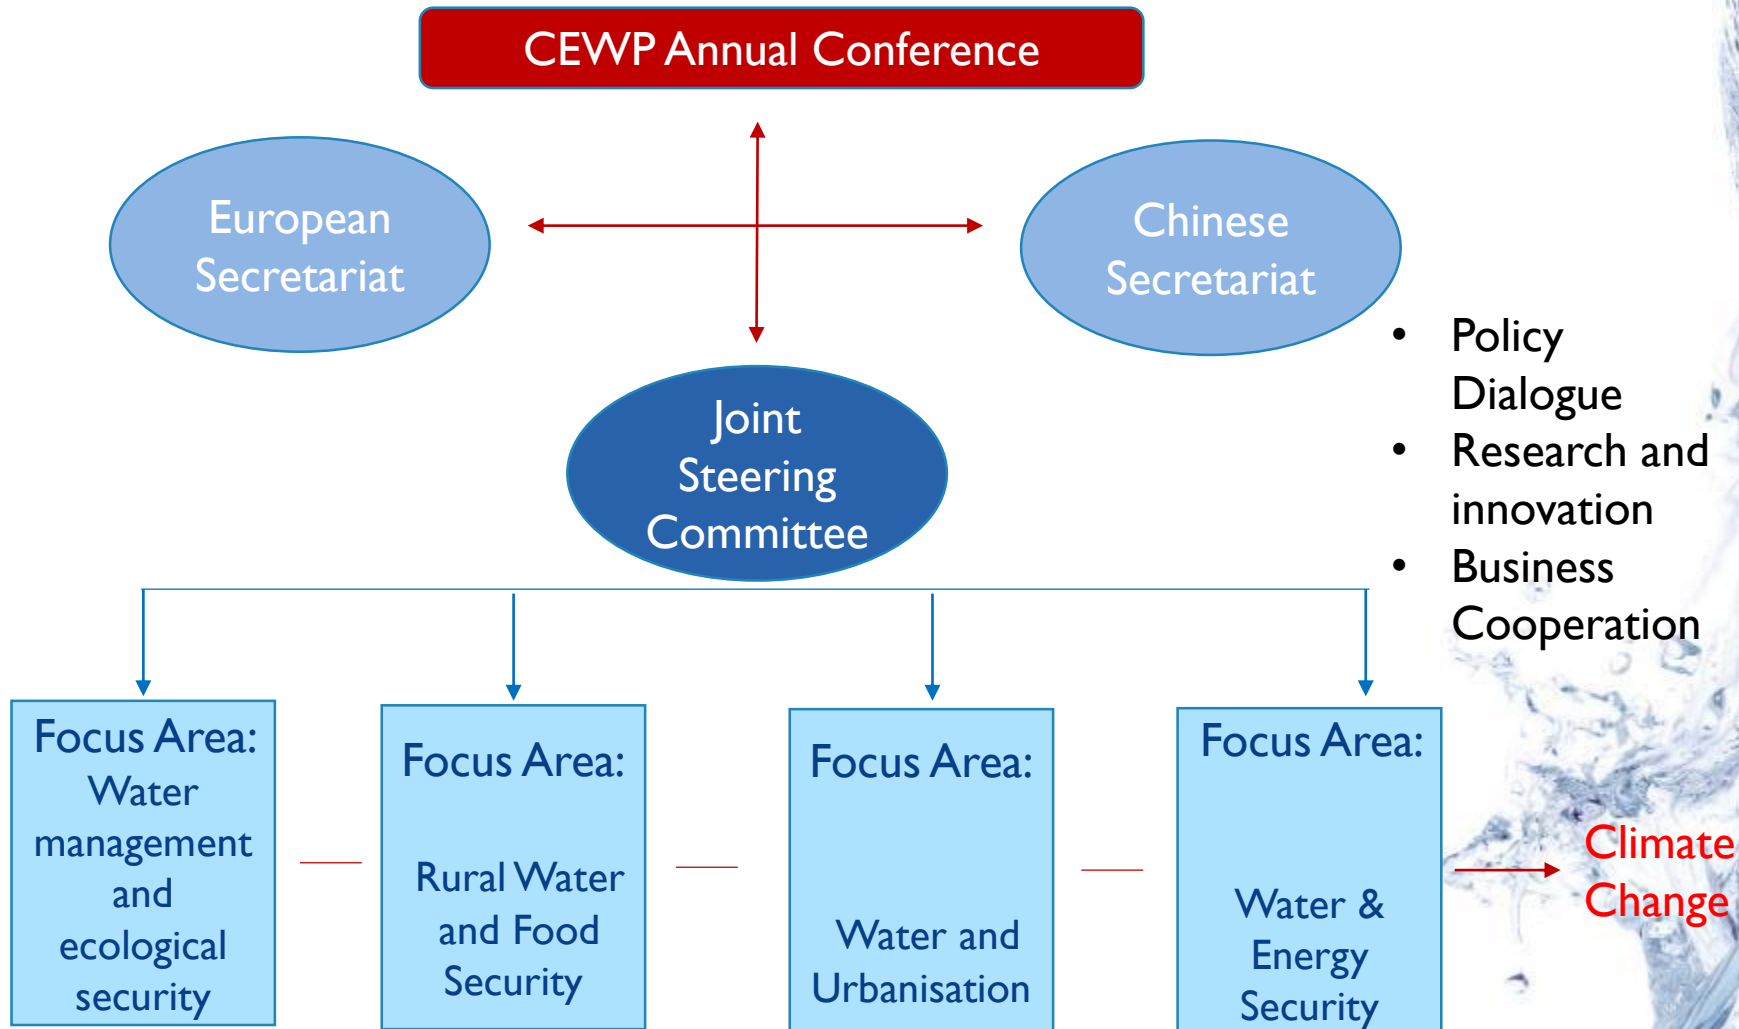 CEWP Annual Conference
European
Secretariat
Chinese
Secretariat
Joint
Steering
Committee
• Policy
Dialogue
• Research and
innovation
• Business
Cooperation
Focus Area:
Water
management
and
ecological
security
Focus Area:
Rural Water
and Food
Security
Focus Area:
Water and
Urbanisation
Focus Area:
Water &
Energy
Security
Climate
Change